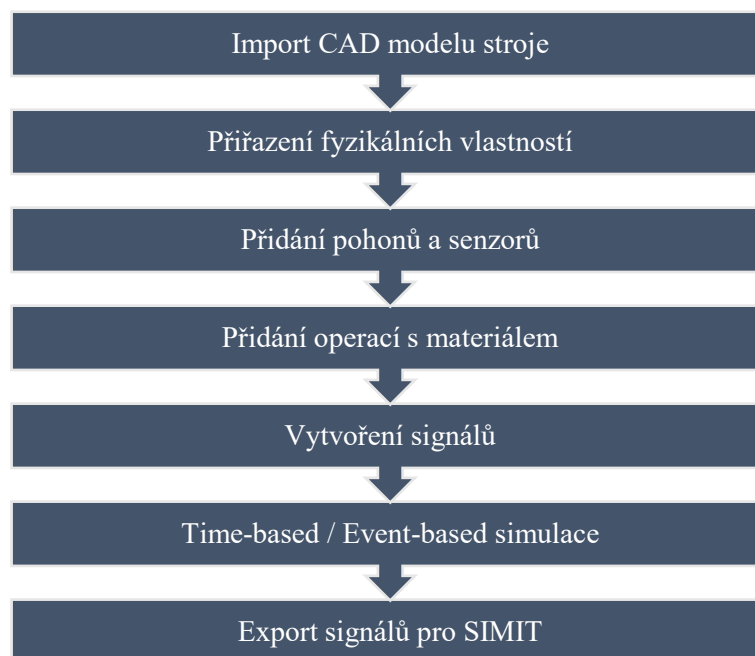 Import CAD modelu stroje
Přiřazení fyzikálních vlastností
Přidání pohonů a senzorů
Přidání operací s materiálem
Vytvoření signálů
Time-based / Event-based simulace
Export signálů pro SIMIT